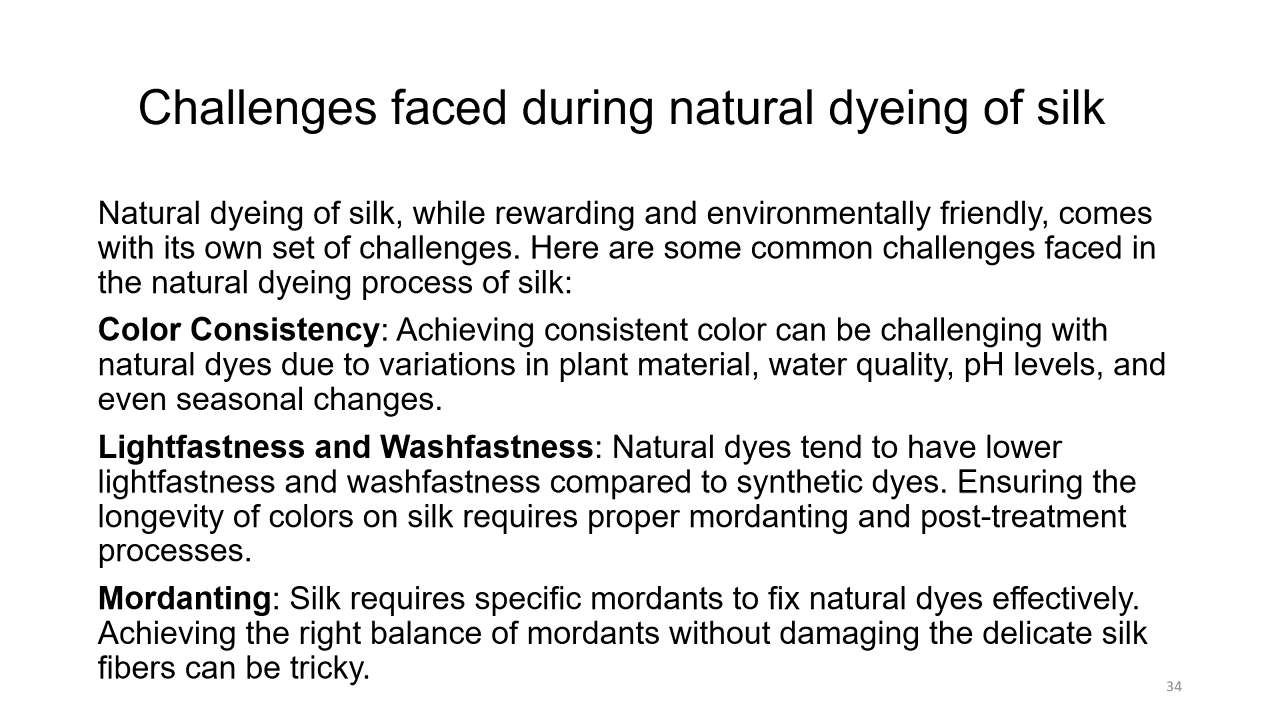 Challenges faced during natural dyeing of silk
Natural dyeing of silk, while rewarding and environmentally friendly, comes
with its own set of challenges. Here are some common challenges faced in
the natural dyeing process of silk:
Color Consistency: Achieving consistent color can be challenging with
natural dyes due to variations in plant material, water quality, pH levels, and
even seasonal changes.
Lightfastness and Washfastness: Natural dyes tend to have lower
lightfastness and washfastness compared to synthetic dyes. Ensuring the
longevity of colors on silk requires proper mordanting and post-treatment
processes.
Mordanting: Silk requires specific mordants to fix natural dyes effectively.
Achieving the right balance of mordants without damaging the delicate silk
fibers can be tricky.
34